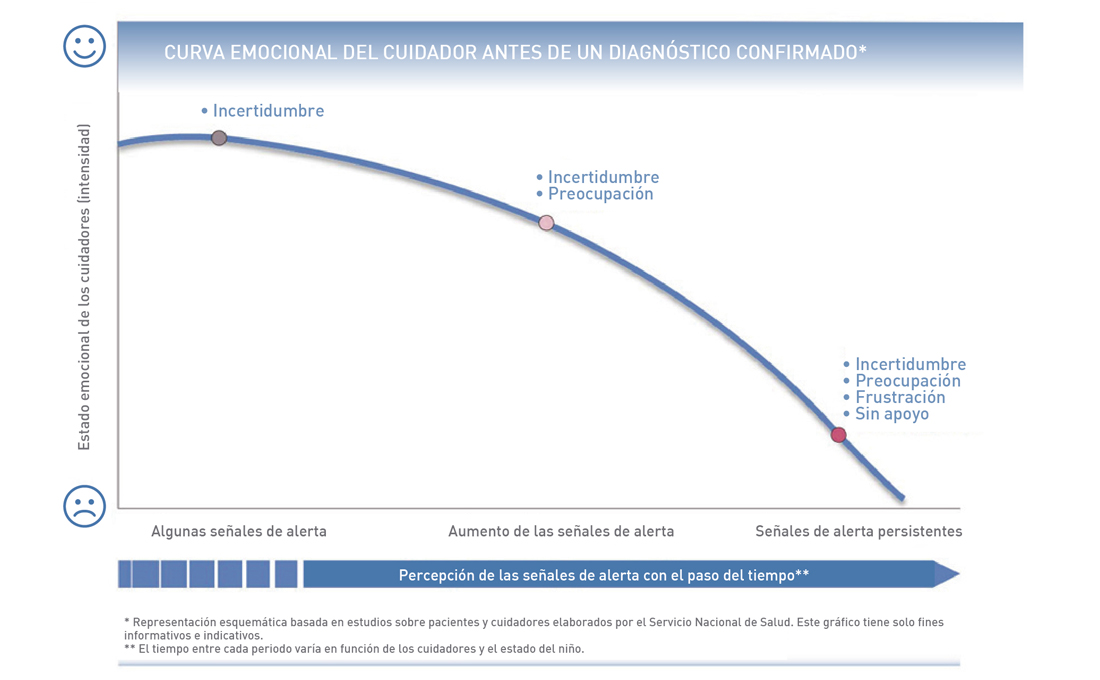 CURVA EMOCIONAL DEL CUIDADOR ANTES DE UN DIAGNÓSTICO CONFIRMADO*
Estado emocional de los cuidadores (intensidad)
• Incertidumbre
• Incertidumbre
• Preocupación
• Incertidumbre
• Preocupación
• Frustración
• Sin apoyo
Algunas señales de alerta
Aumento de las señales de alerta
Señales de alerta persistentes
Percepción de las señales de alerta con el paso del tiempo**
* Representación esquemática basada en estudios sobre pacientes y cuidadores elaborados por el Servicio Nacional de Salud. Este gráfico tiene solo fines
informativos e indicativos.
** El tiempo entre cada periodo varía en función de los cuidadores y el estado del niño.